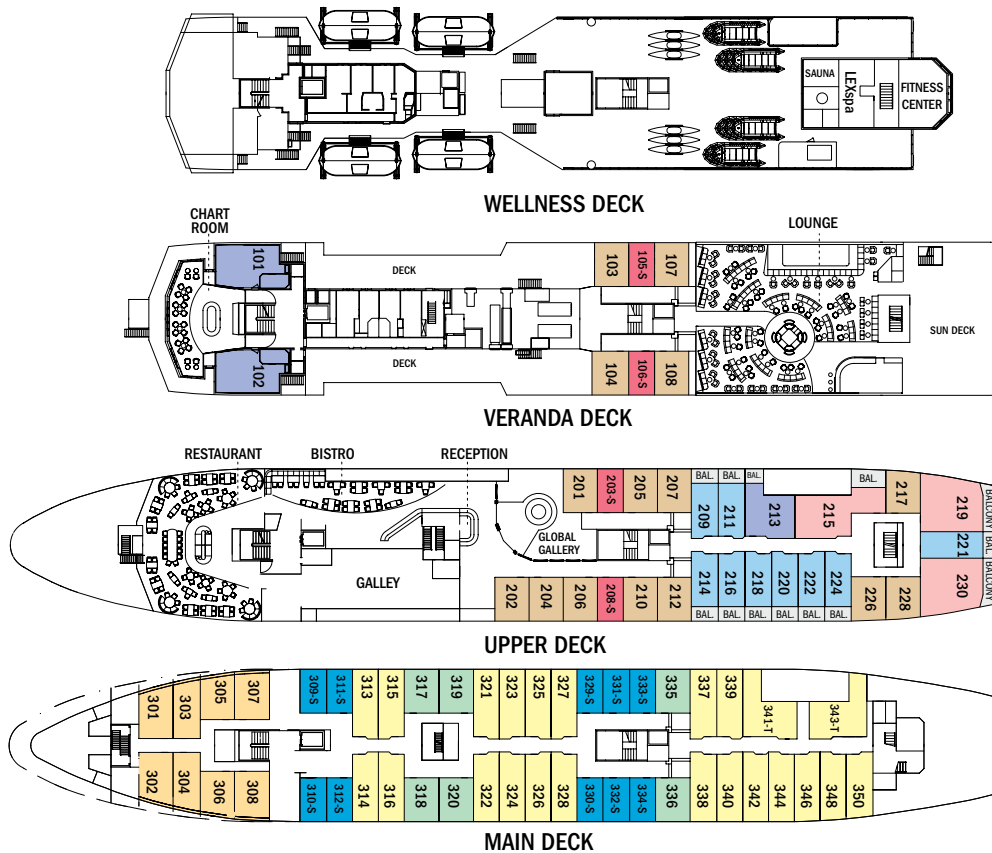 SAUNA
LEXspa
FITNESS
CENTER
WELLNESS DECK
CHART
ROOM
LOUNGE
101
DECK
103
105-S
107
SUN DECK
102
DECK
104
106-S
108
VERANDA DECK
RESTAURANT
BISTRO
RECEPTION
201
203-S
205
207
BAL.
BAL.
BAL.
BAL.
209
211
213
215
217
219
BALCONY
GLOBAL
GALLERY
221
BAL.
GALLEY
202
204
206
208-S
210
212
214
216
218
220
222
224
226
228
230
BALCONY
BAL.
BAL.
BAL.
BAL.
BAL.
BAL.
UPPER DECK
301
303
305
307
309-S
311-S
313
315
317
319
321
323
325
327
329-S
331-S
333-S
335
337
339
341-T
343-T
302
304
306
308
310-S
312-S
314
316
318
320
322
324
326
328
330-S
332-S
334-S
336
338
340
342
344
346
348
350
MAIN DECK